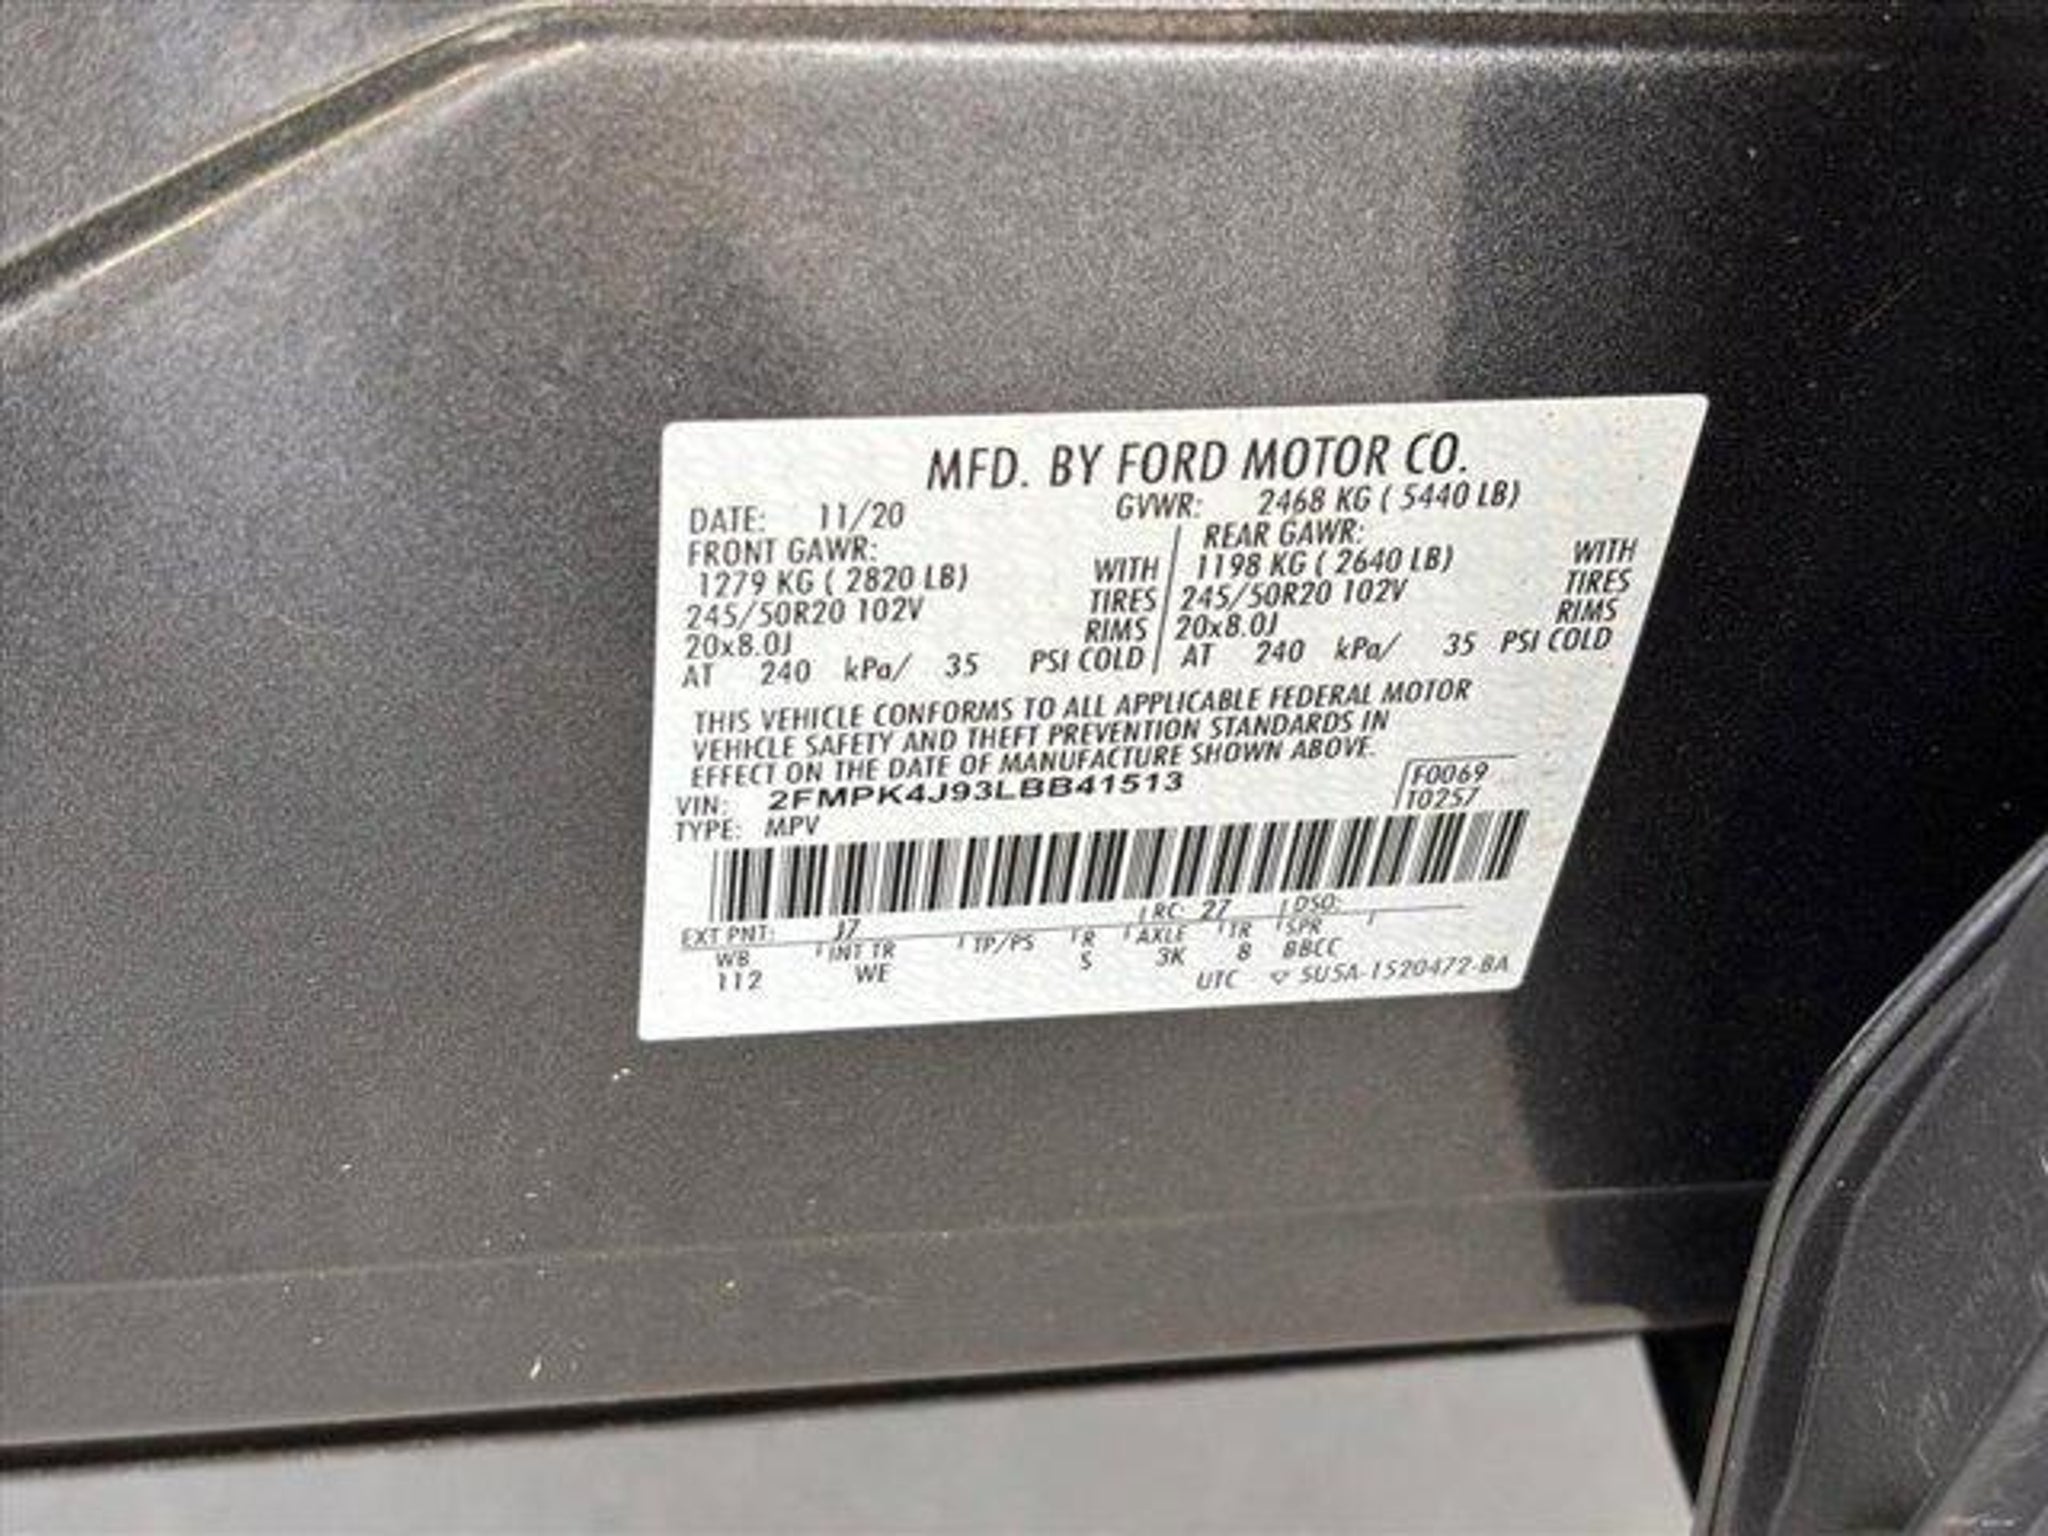 MFD. BY FORD MOTOR CO.
DATE: 11/20 GVWR: 2468 KG ( 5440 LB)
FRONT GAWR: REAR GAWR:
1279 KG ( 2820 LB) WITH 1198 KG ( 2640 LB) WITH
245/50R20 102V TIRES 245/50R20 102V TIRES
20x8.0J RIMS 20x8.0J RIMS
AT 240 kPa/ 35 PSI COLD AT 240 kPa/ 35 PSI COLD
THIS VEHICLE CONFORMS TO ALL APPLICABLE FEDERAL MOTOR
VEHICLE SAFETY AND THEFT PREVENTION STANDARDS IN
EFFECT ON THE DATE OF MANUFACTURE SHOWN ABOVE.
VIN: 2FMPK4J93LBB41513 F0069
TYPE: MPV T0257
EXT PNT: J7 RC: 27 DSO:
WB INT TR TP/PS R AXLE TR SPR
112 WE S 3K 8 BBCC
UTC 5U5A-1520472-BA